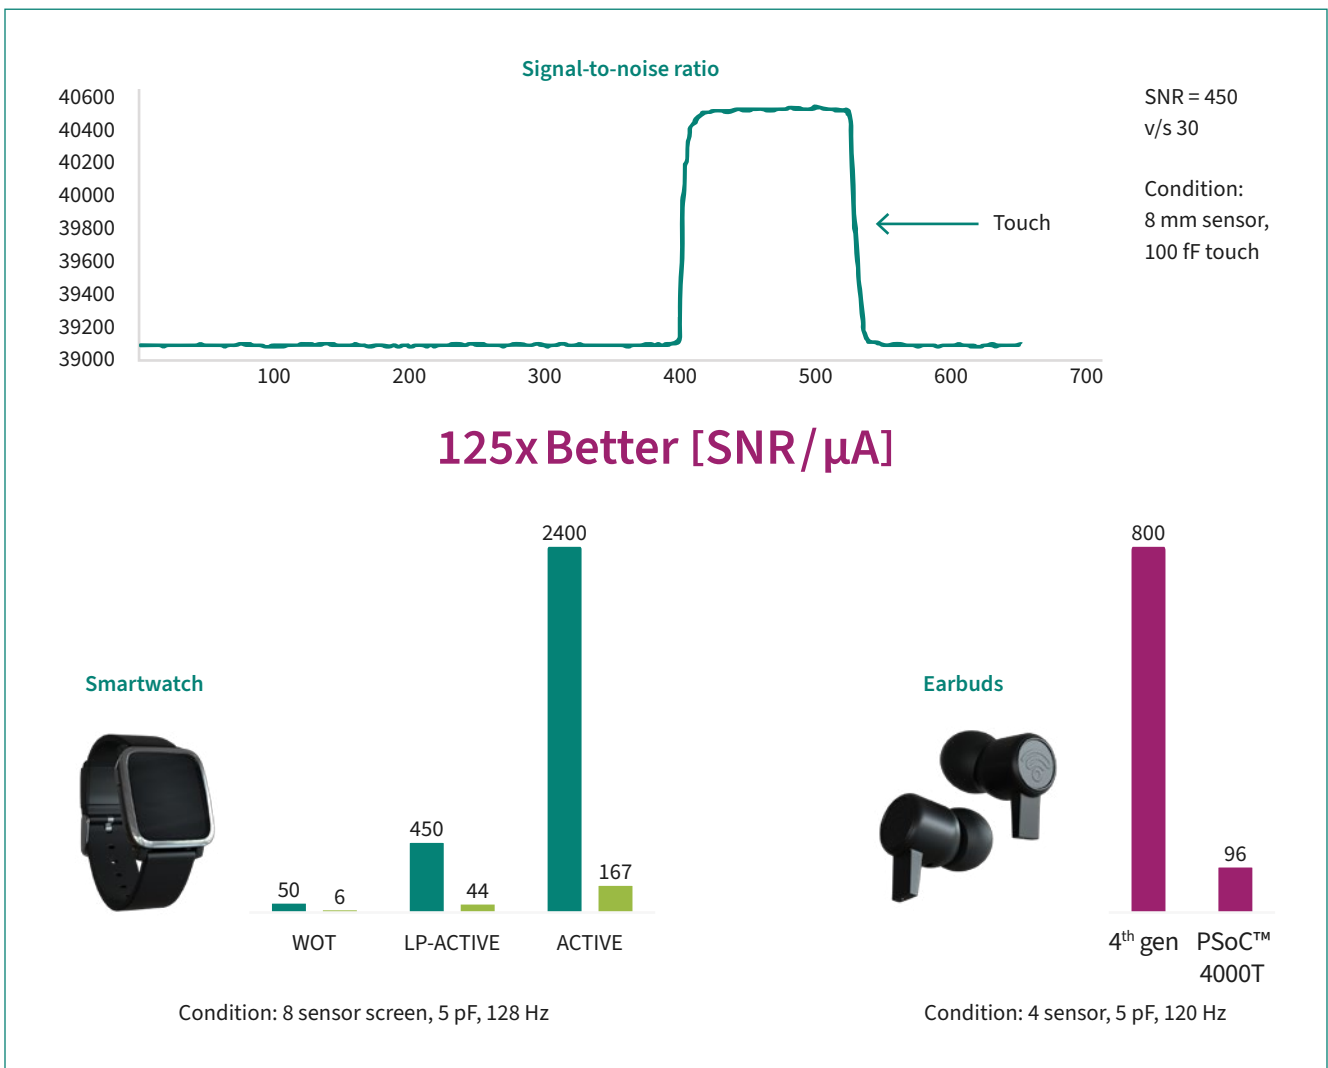 Signal-to-noise ratio
40600
40400
40200
40000
39800
39600
39400
39200
39000
100 200 300 400 500 600 700
Touch
SNR = 450
v/s 30
Condition:
8 mm sensor,
100 fF touch
125x Better [SNR/µA]
Smartwatch
50 6 450 44 2400 167
WOT LP-ACTIVE ACTIVE
Condition: 8 sensor screen, 5 pF, 128 Hz
Earbuds
800
96
4th gen PSoC™
4000T
Condition: 4 sensor, 5 pF, 120 Hz